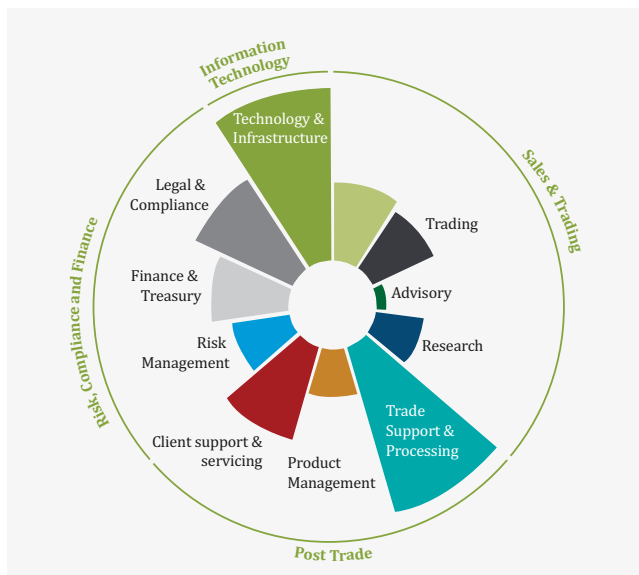 Information
Technology
Technology &
Infrastructure
Sales & Trading
Legal &
Compliance
Trading
Risk, Compliance and Finance
Finance &
Treasury
Advisory
Risk
Management
Research
Trade
Support &
Processing
Client support &
servicing
Product
Management
Post Trade